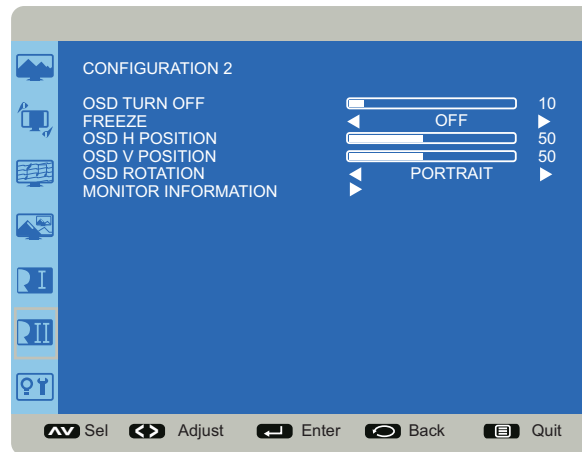 CONFIGURATION 2
OSD TURN OFF 10
FREEZE OFF
OSD H POSITION 50
OSD V POSITION 50
OSD ROTATION PORTRAIT
MONITOR INFORMATION
I
II
Sel Adjust Enter Back Quit